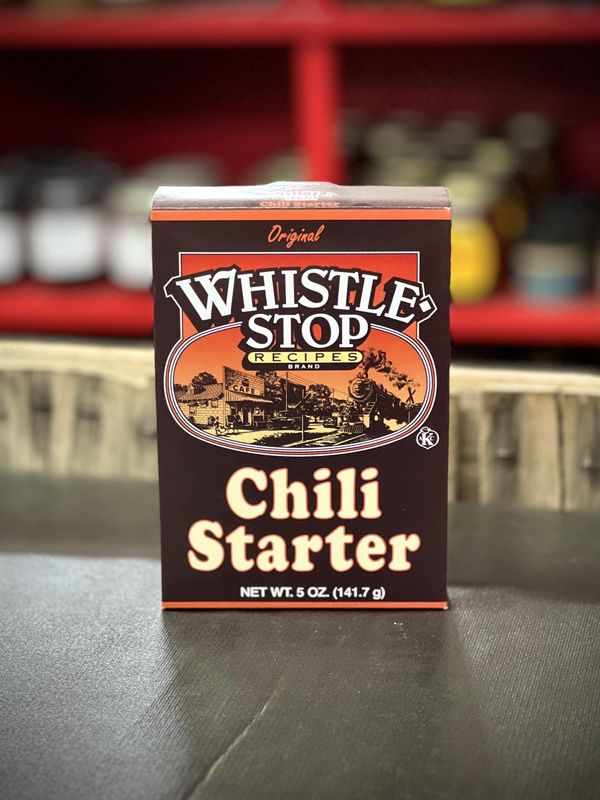 Chili Starter
Original
WHISTLE
STOP
RECIPES
BRAND
CAFE
K
Chili
Starter
NET WT. 5 OZ. (141.7 g)